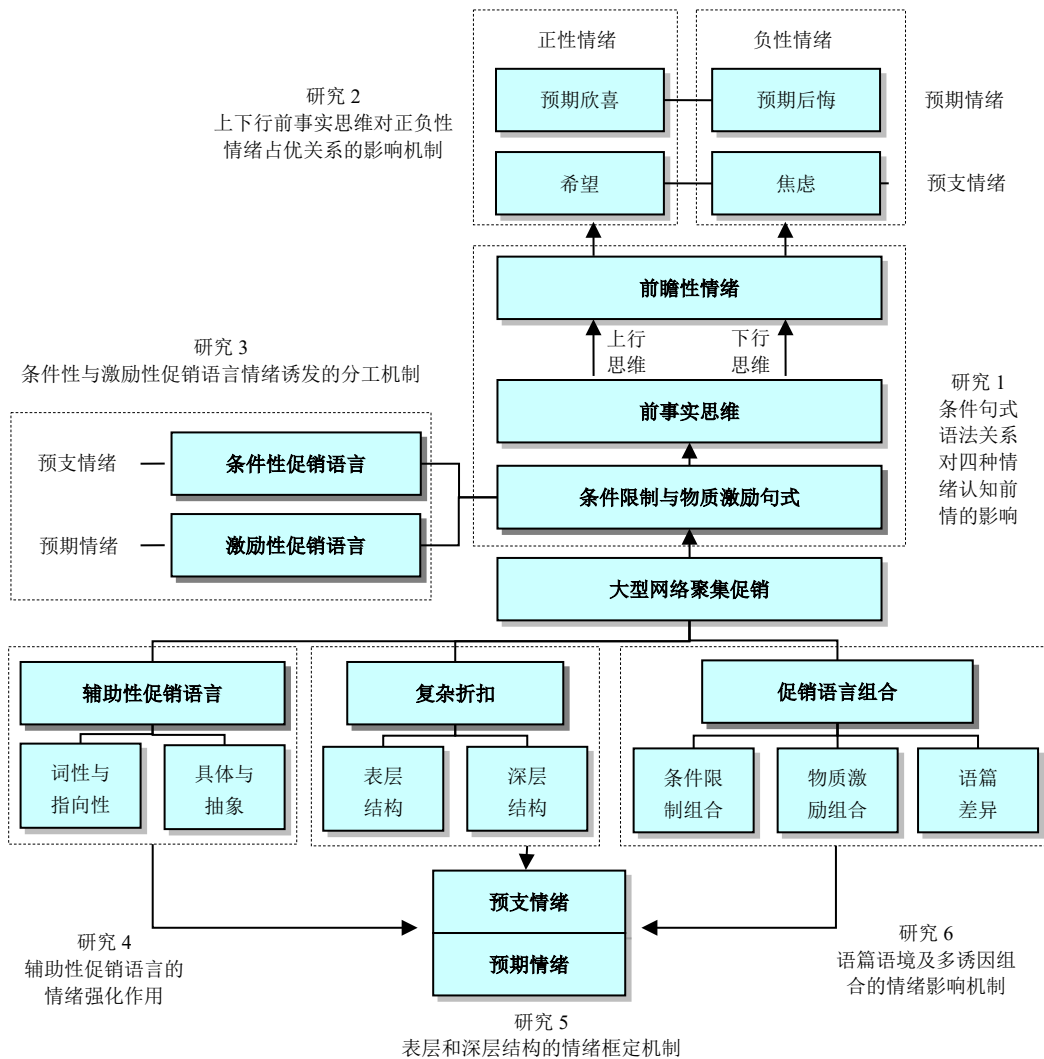 正性情绪
负性情绪
研究 2
上下行前事实思维对正负性
情绪占优关系的影响机制
预期欣喜
预期后悔
预期情绪
希望
焦虑
预支情绪
前瞻性情绪
上行
思维
下行
思维
研究 3
条件性与激励性促销语言情绪诱发的分工机制
前事实思维
研究 1
条件句式
语法关系
对四种情
绪认知前
情的影响
预支情绪
条件性促销语言
条件限制与物质激励句式
预期情绪
激励性促销语言
大型网络聚集促销
辅助性促销语言
复杂折扣
促销语言组合
词性与
指向性
具体与
抽象
表层
结构
深层
结构
条件限
制组合
物质激
励组合
语篇
差异
预支情绪
预期情绪
研究 4
辅助性促销语言的
情绪强化作用
研究 6
语篇语境及多诱因组
合的情绪影响机制
研究 5
表层和深层结构的情绪框定机制